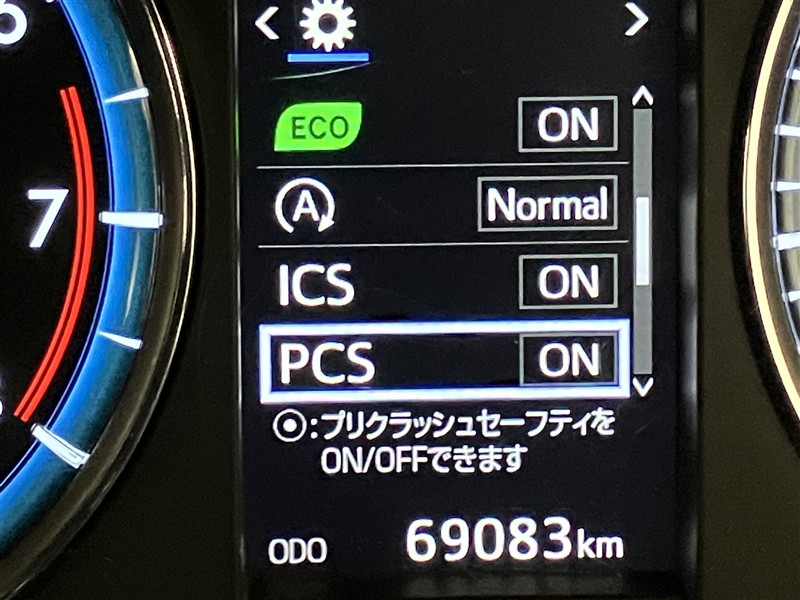 7
ECO ON
A Normal
ICS ON
PCS ON
⦿:プリクラッシュセーフティを
ON/OFFできます
ODO 69083km